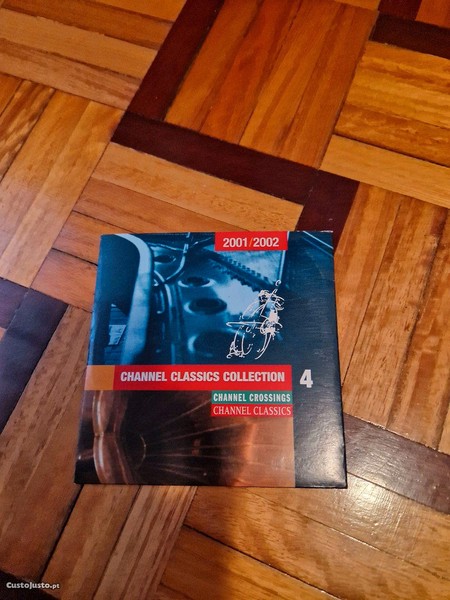 2001/2002
CHANNEL CLASSICS COLLECTION 4
CHANNEL CROSSINGS
CHANNEL CLASSICS
CustoJusto.pt